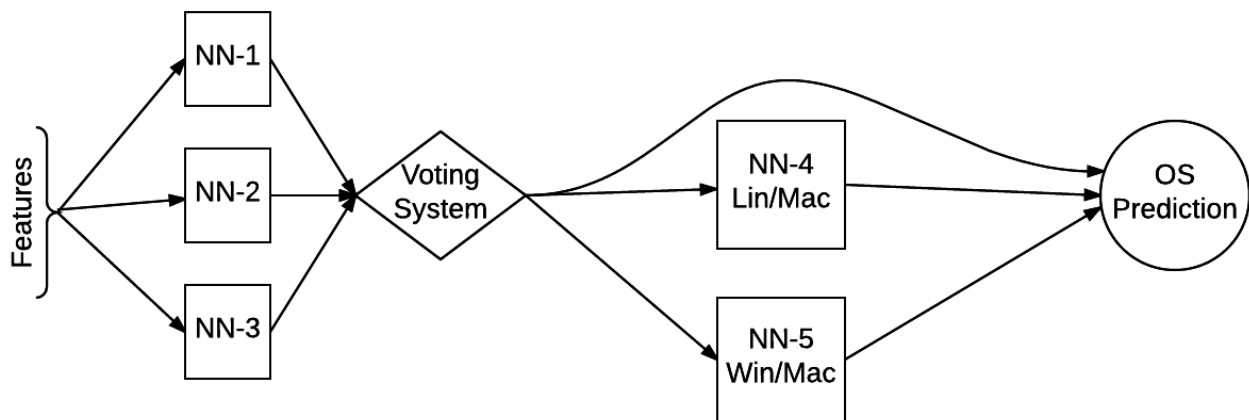 Features
NN-1
NN-2
NN-3
Voting
System
NN-4
Lin/Mac
NN-5
Win/Mac
OS
Prediction